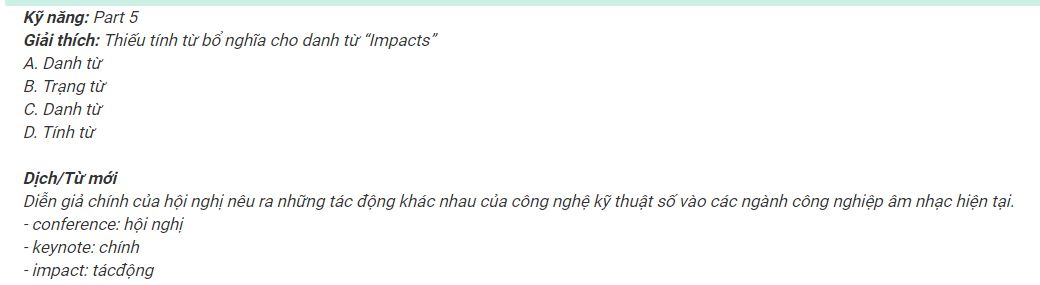 Kỹ năng: Part 5
Giải thích: Thiếu tính từ bổ nghĩa cho danh từ “Impacts”
A. Danh từ
B. Trạng từ
C. Danh từ
D. Tính từ
Dịch/Từ mới
Diễn giả chính của hội nghị nêu ra những tác động khác nhau của công nghệ kỹ thuật số vào các ngành công nghiệp âm nhạc hiện tại.
- conference: hội nghị
- keynote: chính
- impact: tácđộng